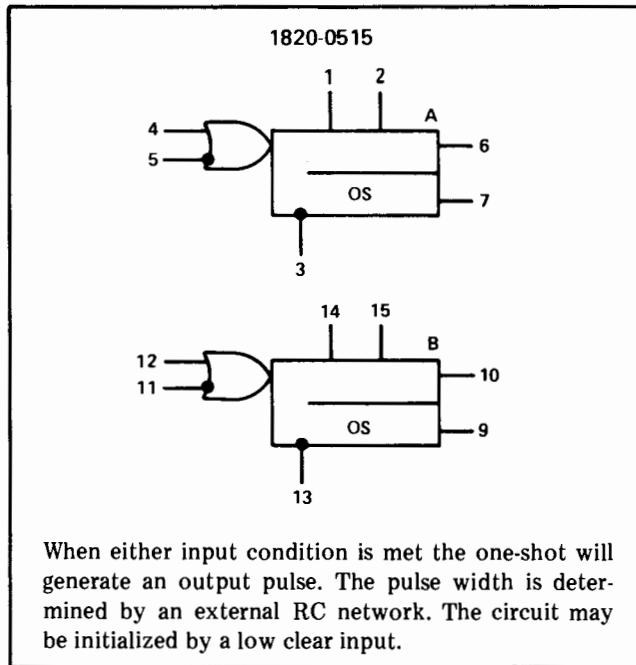 1820-0515
1 2
A
4
6
5
OS
7
3
14 15
B
12
10
11
OS
9
13
When either input condition is met the one-shot will
generate an output pulse. The pulse width is deter-
mined by an external RC network. The circuit may
be initialized by a low clear input.